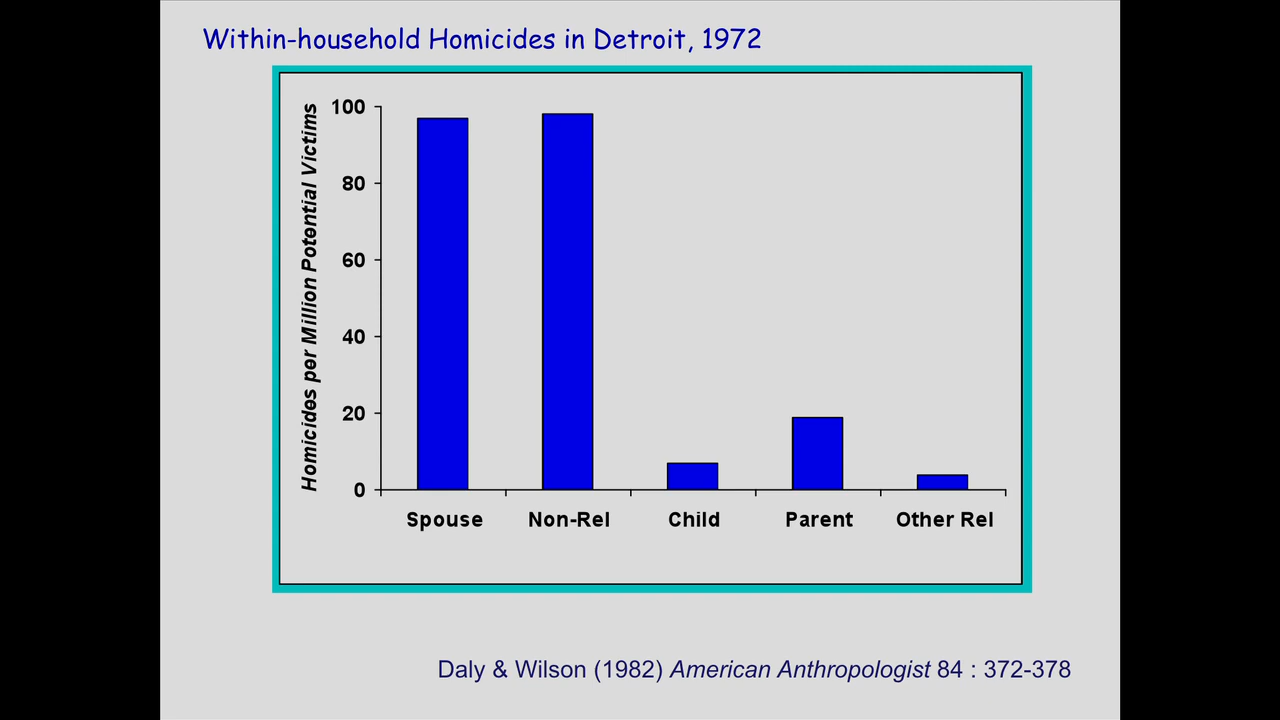 Within-household Homicides in Detroit, 1972
Homicides per Million Potential Victims
100
80
60
40
20
0
Spouse Non-Rel Child Parent Other Rel
Daly & Wilson (1982) American Anthropologist 84 : 372-378